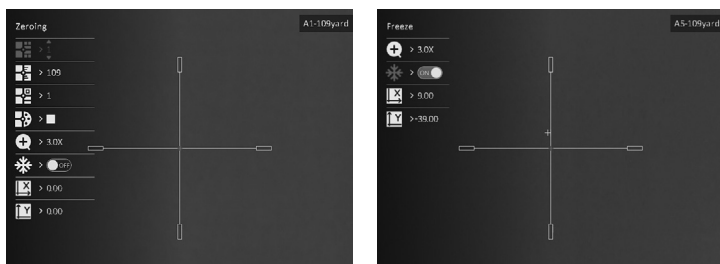 Zeroing
A1-109yard
> 1
> 109
> 1
>
> 3.0X
> OFF
X > 0.00
Y > 0.00
Freeze
A5-109yard
> 3.0X
> ON
X > 9.00
Y >-39.00